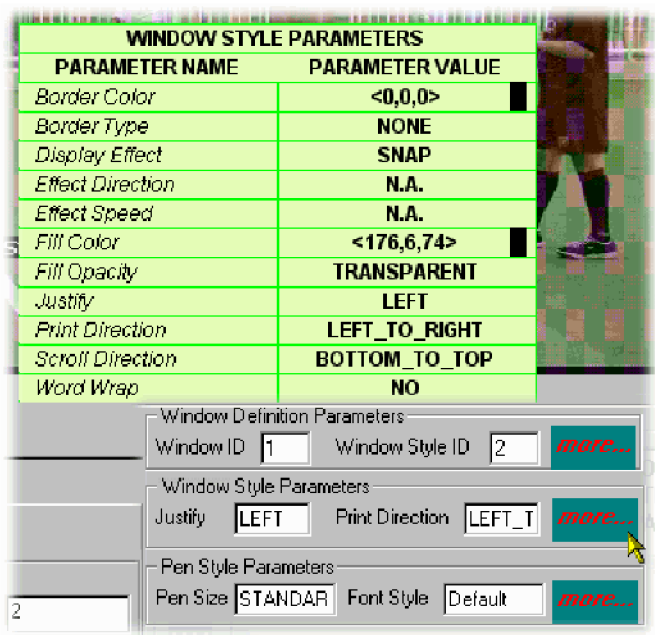 WINDOW STYLE PARAMETERS
PARAMETER NAME PARAMETER VALUE
Border Color <0,0,0>
Border Type NONE
Display Effect SNAP
Effect Direction N.A.
Effect Speed N.A.
Fill Color <176,6,74>
Fill Opacity TRANSPARENT
Justify LEFT
Print Direction LEFT_TO_RIGHT
Scroll Direction BOTTOM_TO_TOP
Word Wrap NO
Window Definition Parameters
Window ID 1 Window Style ID 2 more...
Window Style Parameters
Justify LEFT Print Direction LEFT_T more...
Pen Style Parameters
Pen Size STANDAR Font Style Default more...
2